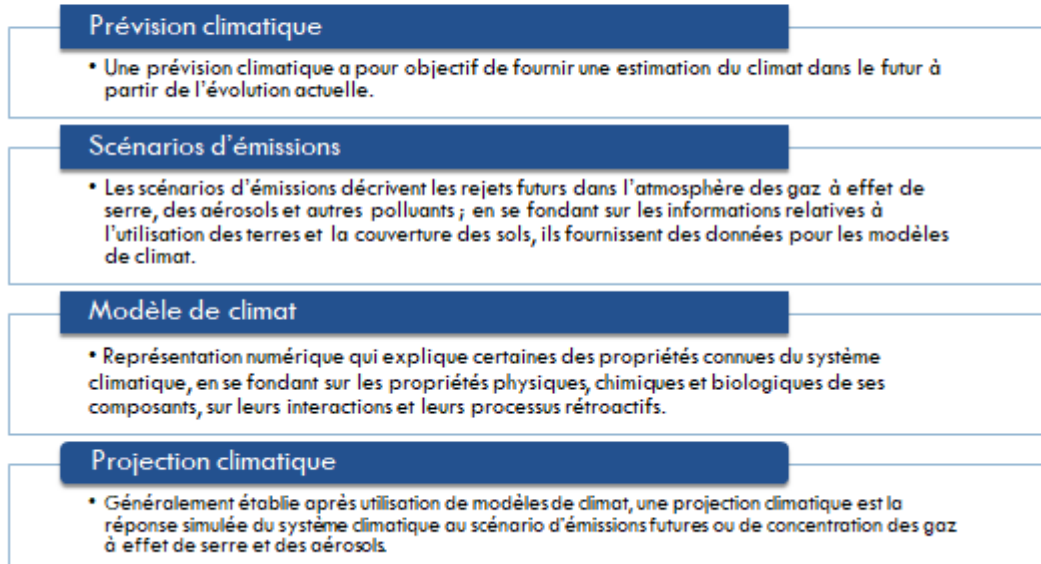 Prévision climatique
• Une prévision climatique a pour objectif de fournir une estimation du climat dans le futur à
partir de l'évolution actuelle.
Scénarios d'émissions
• Les scénarios d'émissions décrivent les rejets futurs dans l'atmosphère des gaz à effet de
serre, des aérosols et autres polluants ; en se fondant sur les informations relatives à
l'utilisation des terres et la couverture des sols, ils fournissent des données pour les modèles
de climat.
Modèle de climat
• Représentation numérique qui explique certaines des propriétés connues du système
climatique, en se fondant sur les propriétés physiques, chimiques et biologiques de ses
composants, sur leurs interactions et leurs processus rétroactifs.
Projection climatique
• Généralement établie après utilisation de modèles de climat, une projection climatique est la
réponse simulée du système climatique au scénario d'émissions futures ou de concentration des gaz
à effet de serre et des aérosols.